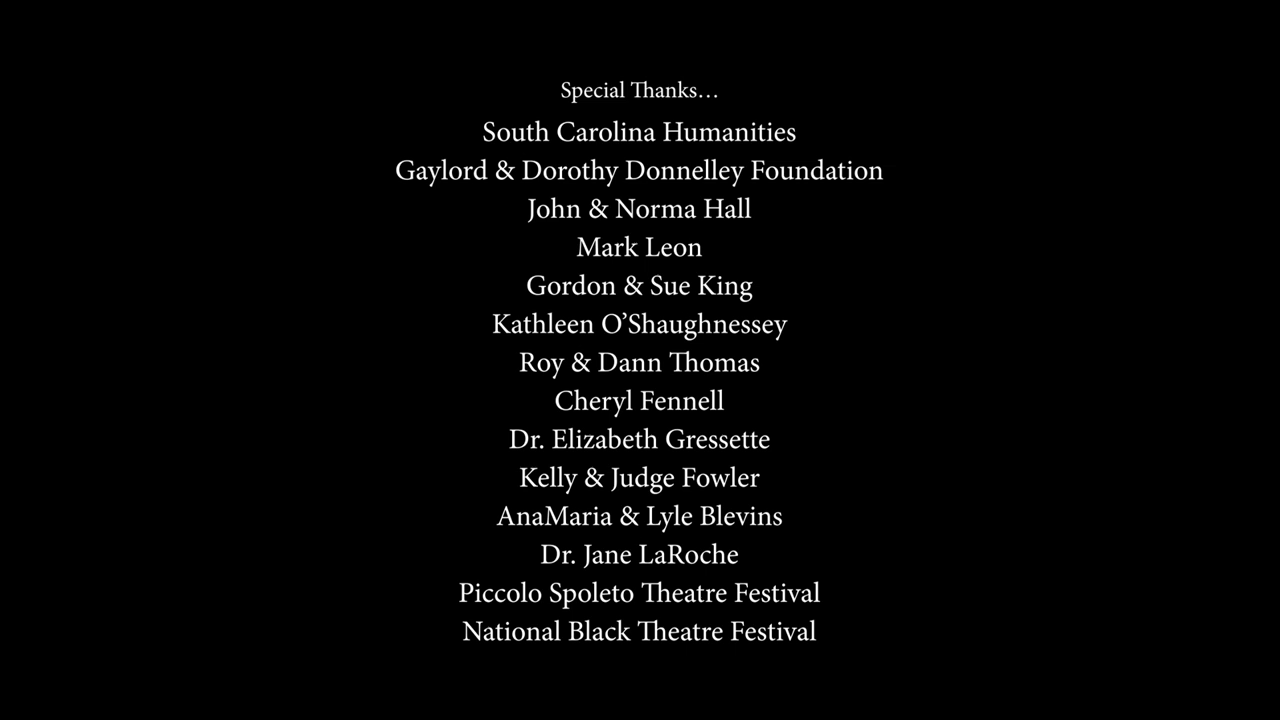 Special Thanks…
South Carolina Humanities
Gaylord & Dorothy Donnelley Foundation
John & Norma Hall
Mark Leon
Gordon & Sue King
Kathleen O’Shaughnessey
Roy & Dann Thomas
Cheryl Fennell
Dr. Elizabeth Gressette
Kelly & Judge Fowler
AnaMaria & Lyle Blevins
Dr. Jane LaRoche
Piccolo Spoleto Theatre Festival
National Black Theatre Festival